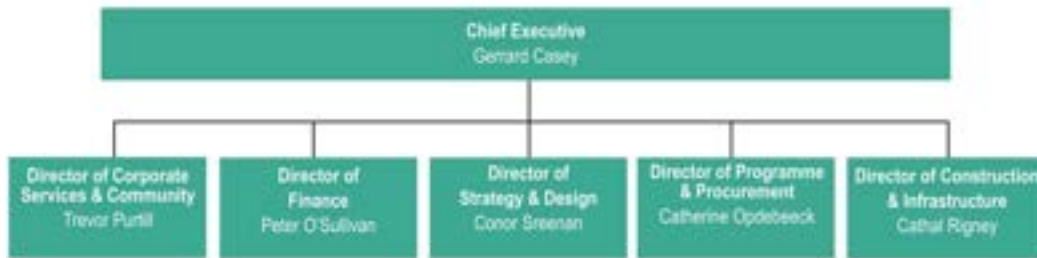 Chief Executive
Gerrard Casey
Director of Corporate
Services & Community
Trevor Purtill
Director of
Finance
Peter O'Sullivan
Director of
Strategy & Design
Conor Sreenan
Director of Programme
& Procurement
Catherine Opdebeeck
Director of Construction
& Infrastructure
Cathal Rigney